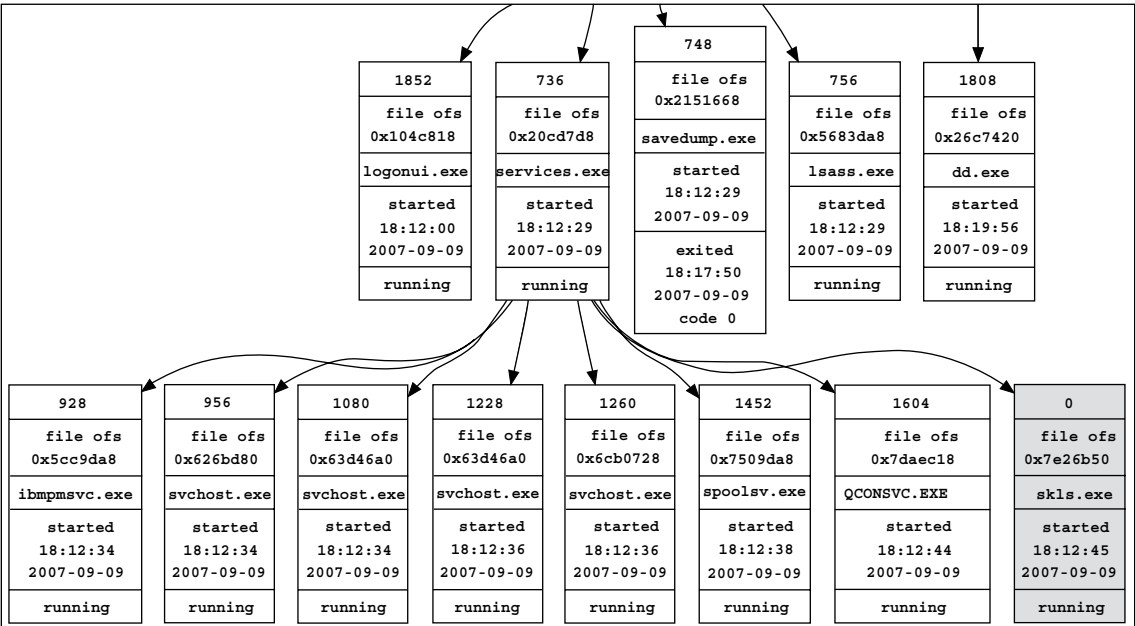 1852
file ofs
0x104c818
logonui.exe
started
18:12:00
2007-09-09
running
736
file ofs
0x20cd7d8
services.exe
started
18:12:29
2007-09-09
running
748
file ofs
0x2151668
savedump.exe
started
18:12:29
2007-09-09
exited
18:17:50
2007-09-09
code 0
756
file ofs
0x5683da8
lsass.exe
started
18:12:29
2007-09-09
running
1808
file ofs
0x26c7420
dd.exe
started
18:19:56
2007-09-09
running
928
file ofs
0x5cc9da8
ibmpmsvc.exe
started
18:12:34
2007-09-09
running
956
file ofs
0x626bd80
svchost.exe
started
18:12:34
2007-09-09
running
1080
file ofs
0x63d46a0
svchost.exe
started
18:12:34
2007-09-09
running
1228
file ofs
0x63d46a0
svchost.exe
started
18:12:36
2007-09-09
running
1260
file ofs
0x6cb0728
svchost.exe
started
18:12:36
2007-09-09
running
1452
file ofs
0x7509da8
spoolsv.exe
started
18:12:38
2007-09-09
running
1604
file ofs
0x7daec18
QCONSVC.EXE
started
18:12:44
2007-09-09
running
0
file ofs
0x7e26b50
skls.exe
started
18:12:45
2007-09-09
running